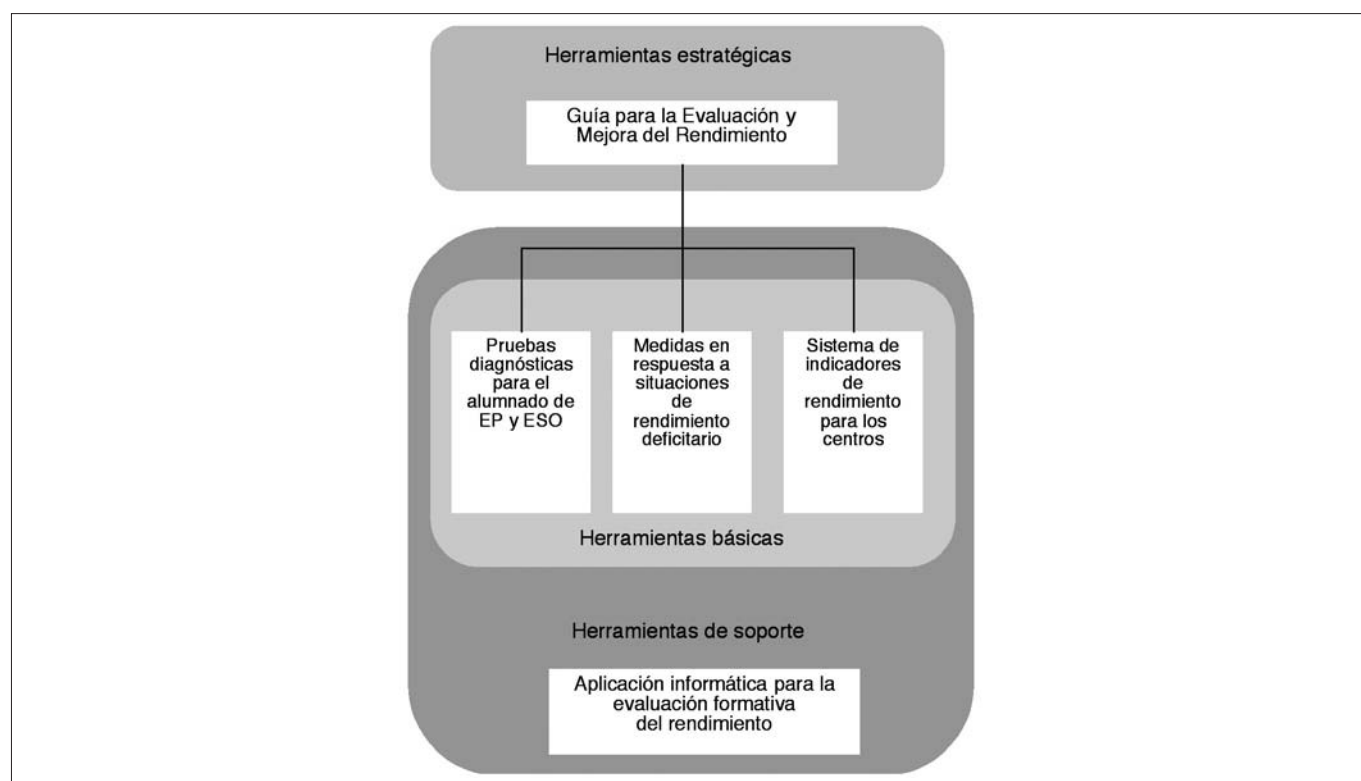 Herramientas estratégicas
Guía para la Evaluación y
Mejora del Rendimiento
Pruebas
diagnósticas
para el
alumnado de
EP y ESO
Medidas en
respuesta a
situaciones
de
rendimiento
deficitario
Sistema de
indicadores
de
rendimiento
para los
centros
Herramientas básicas
Herramientas de soporte
Aplicación informática para la
evaluación formativa
del rendimiento